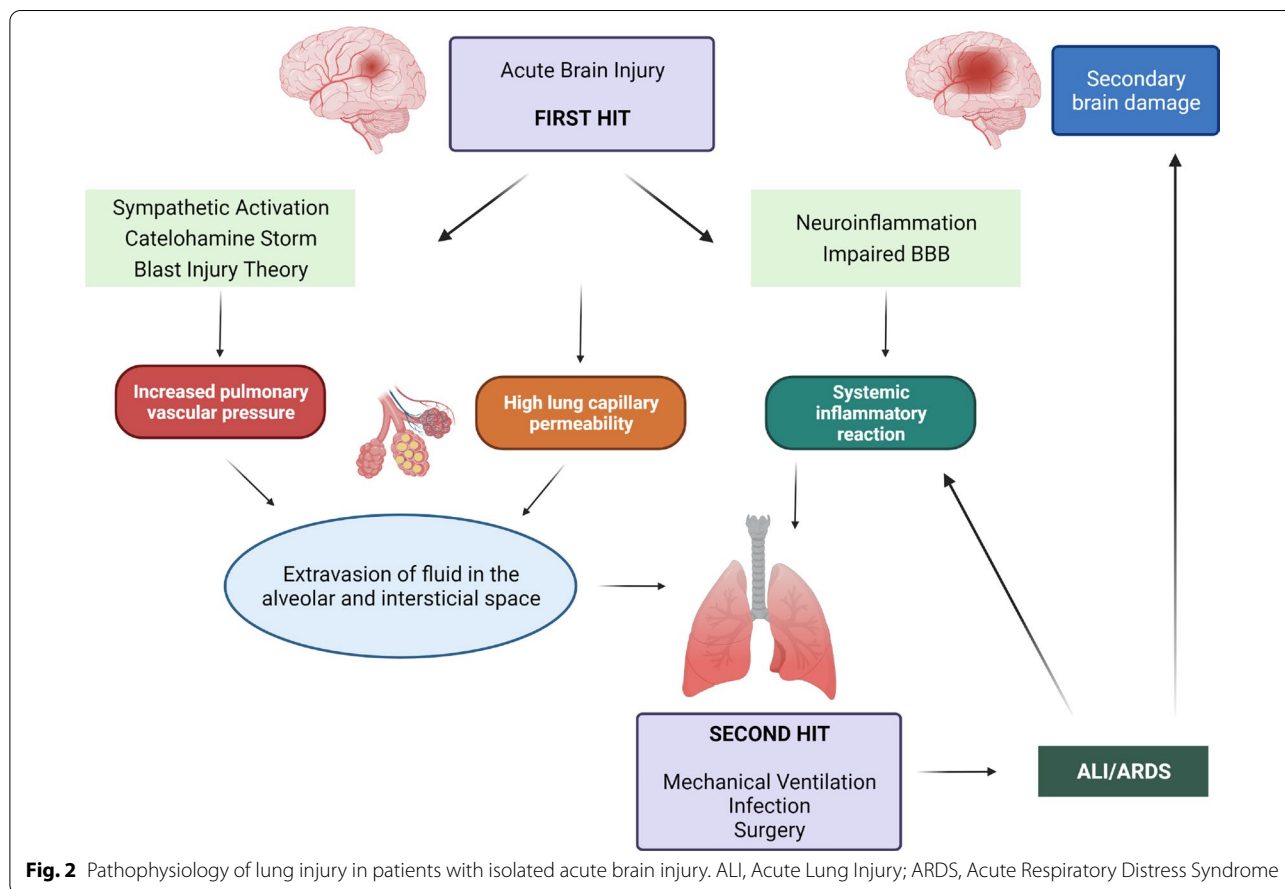 Acute Brain Injury
FIRST HIT
Secondary
brain damage
Sympathetic Activation
Catelohamine Storm
Blast Injury Theory
Neuroinflammation
Impaired BBB
Increased pulmonary
vascular pressure
High lung capillary
permeability
Systemic
inflammatory
reaction
Extravasion of fluid in the
alveolar and intersticial space
SECOND HIT
Mechanical Ventilation
Infection
Surgery
ALI/ARDS
Fig. 2 Pathophysiology of lung injury in patients with isolated acute brain injury. ALI, Acute Lung Injury; ARDS, Acute Respiratory Distress Syndrome